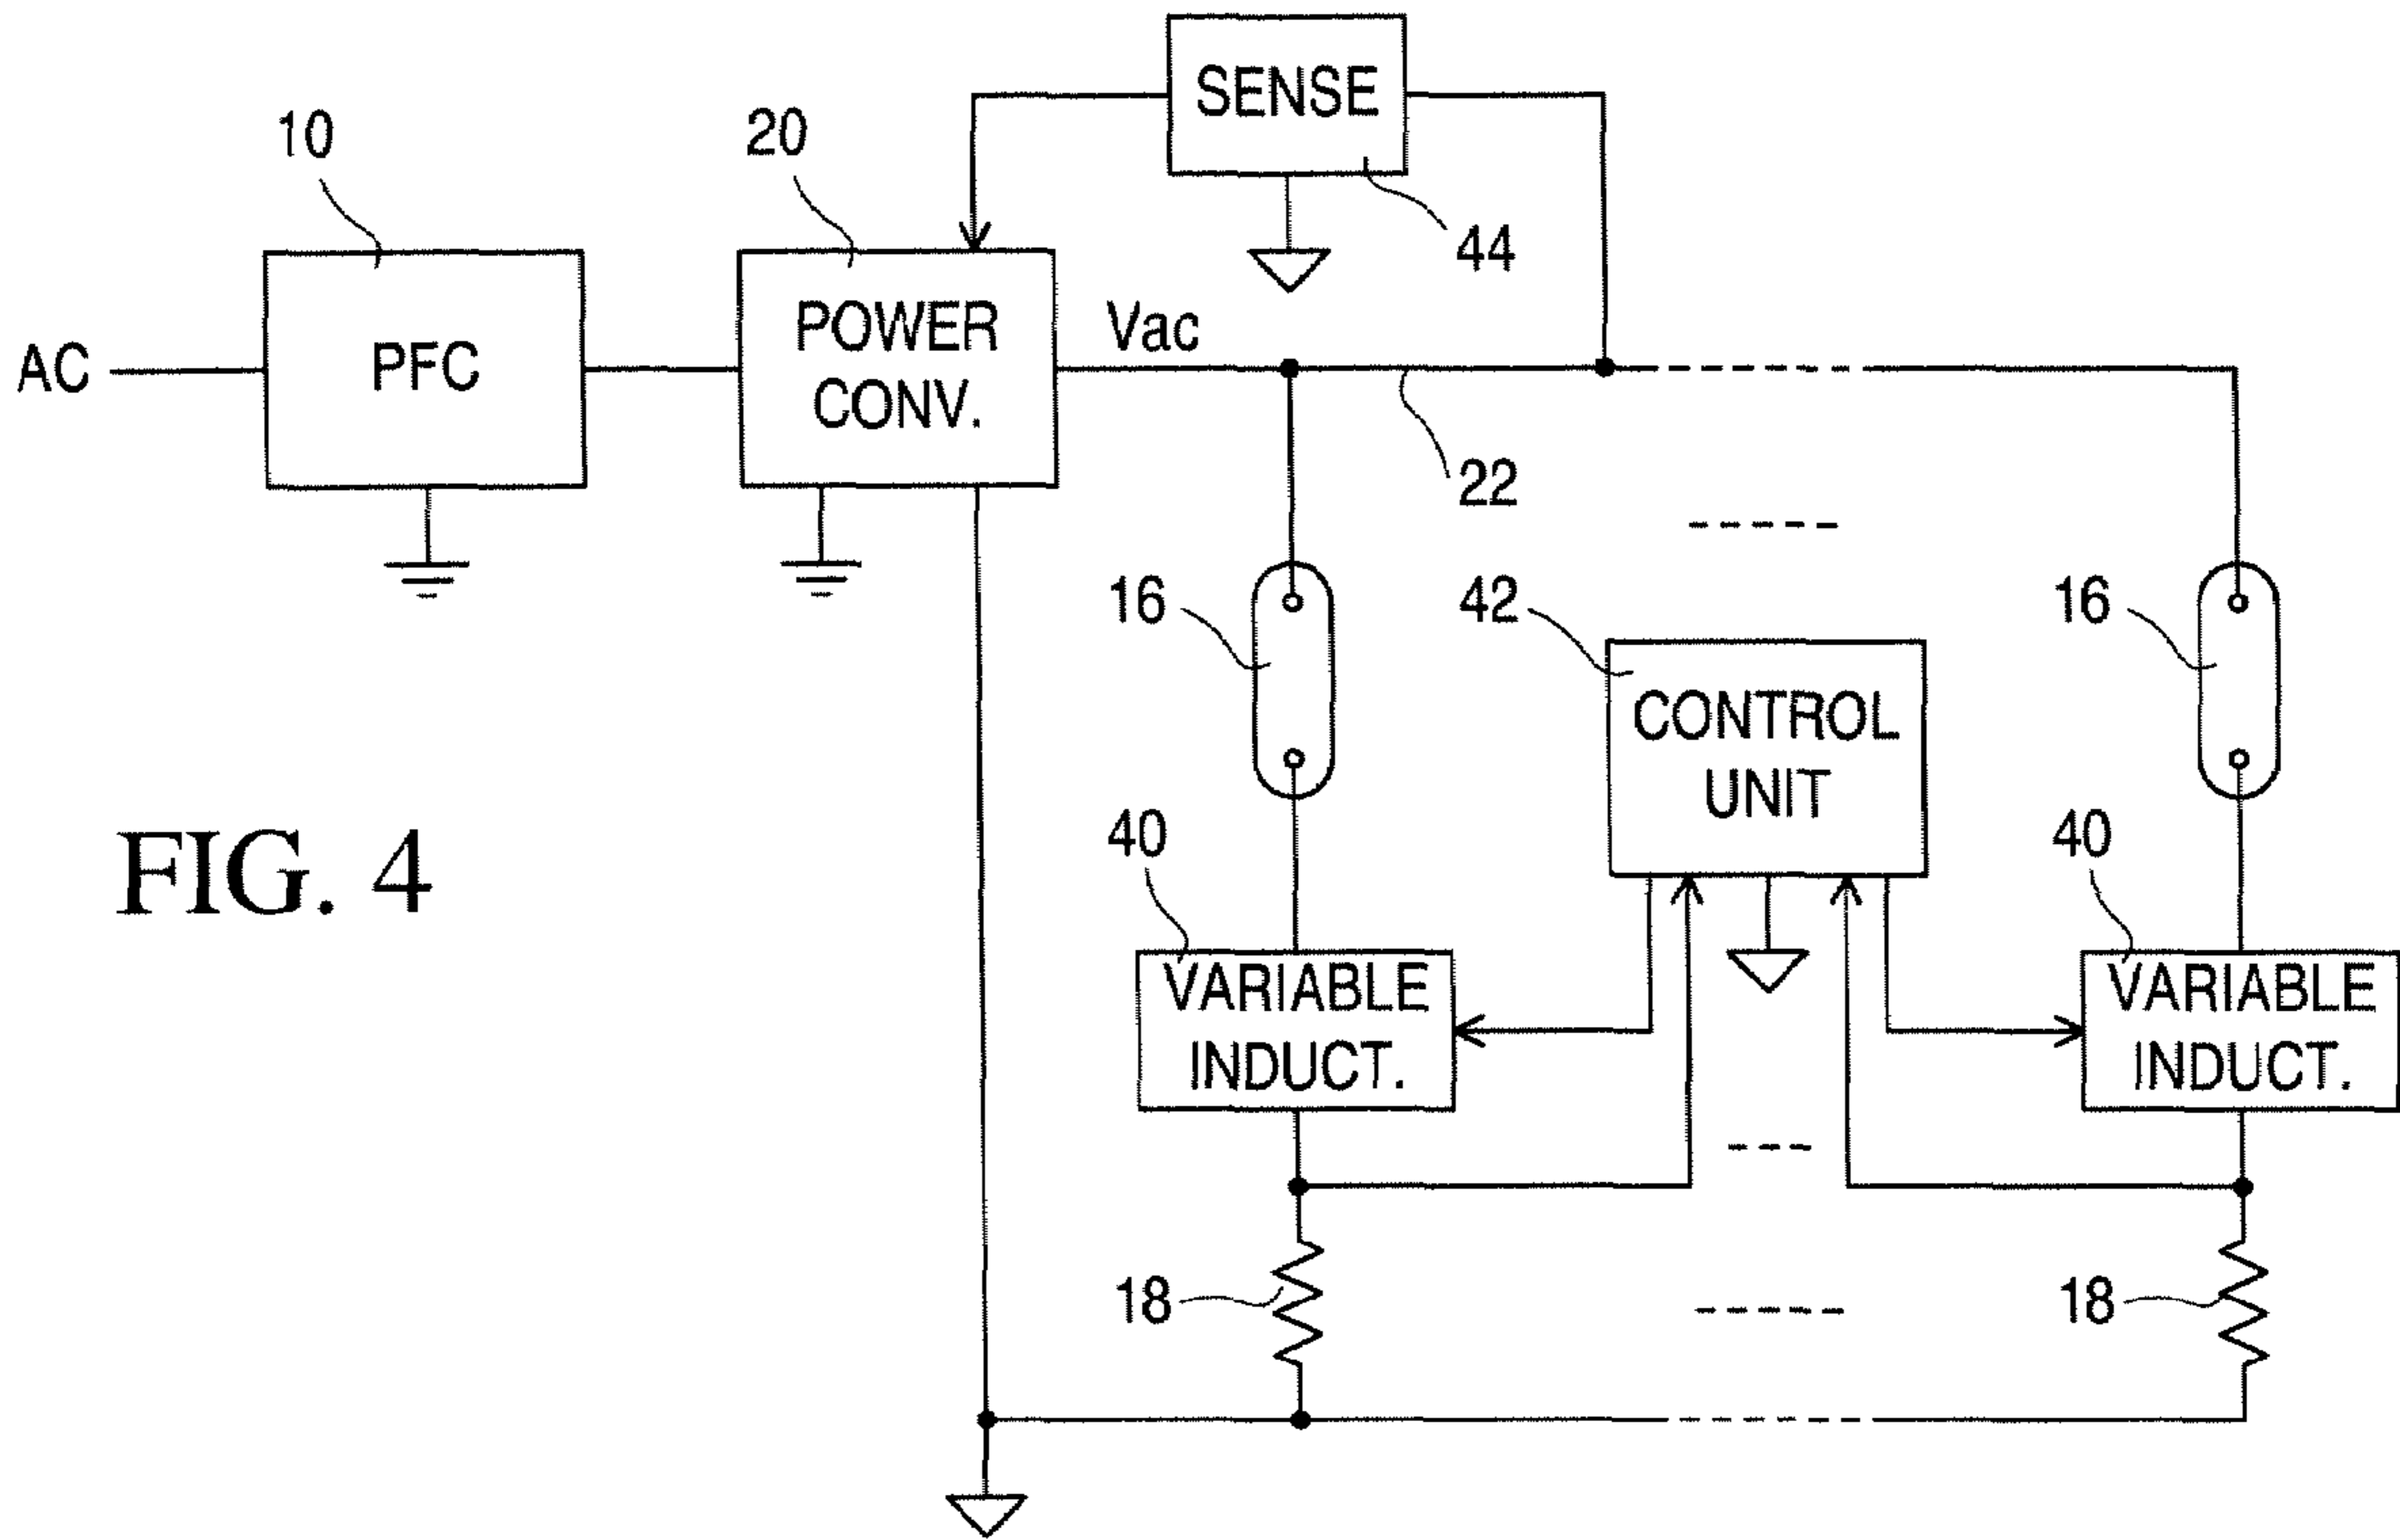 SENSE
10
20
44
Vac
AC
PFC
POWER
CONV.
22
16
42
16
CONTROL
UNIT
FIG. 4
40
40
VARIABLE
INDUCT.
VARIABLE
INDUCT.
18
18